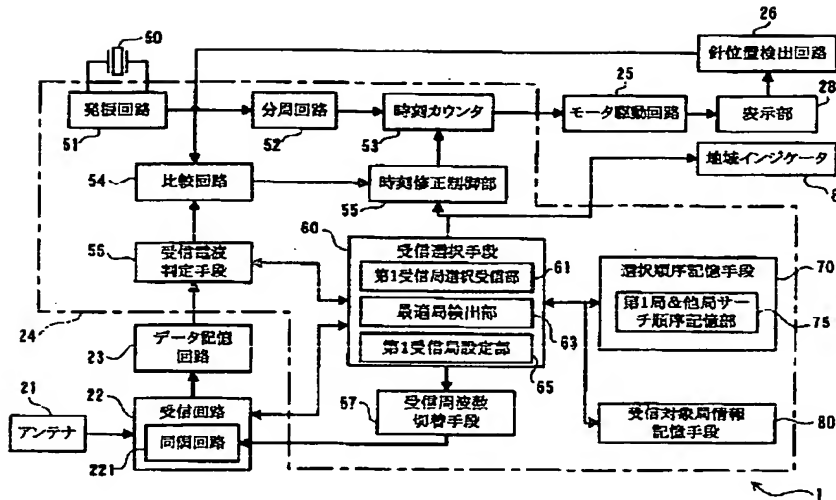 50
26
針位置検出回路
25
発振回路
分周回路
時刻カウンタ
モータ駆動回路
表示部
28
51
52
53
地域インジケータ
54
比較回路
時刻修正制御部
55
8
60
55
受信電波
判定手段
受信選択手段
第1受信局選択受信部
61
最適局検出部
63
第1受信局設定部
65
選択順序記憶手段
70
第1局&他局サー
チ順序記憶部
75
24
23
データ記憶
回路
21
アンテナ
22
受信回路
同調回路
221
57
受信周波数
切替手段
受信対象局情報
記憶手段
80
1